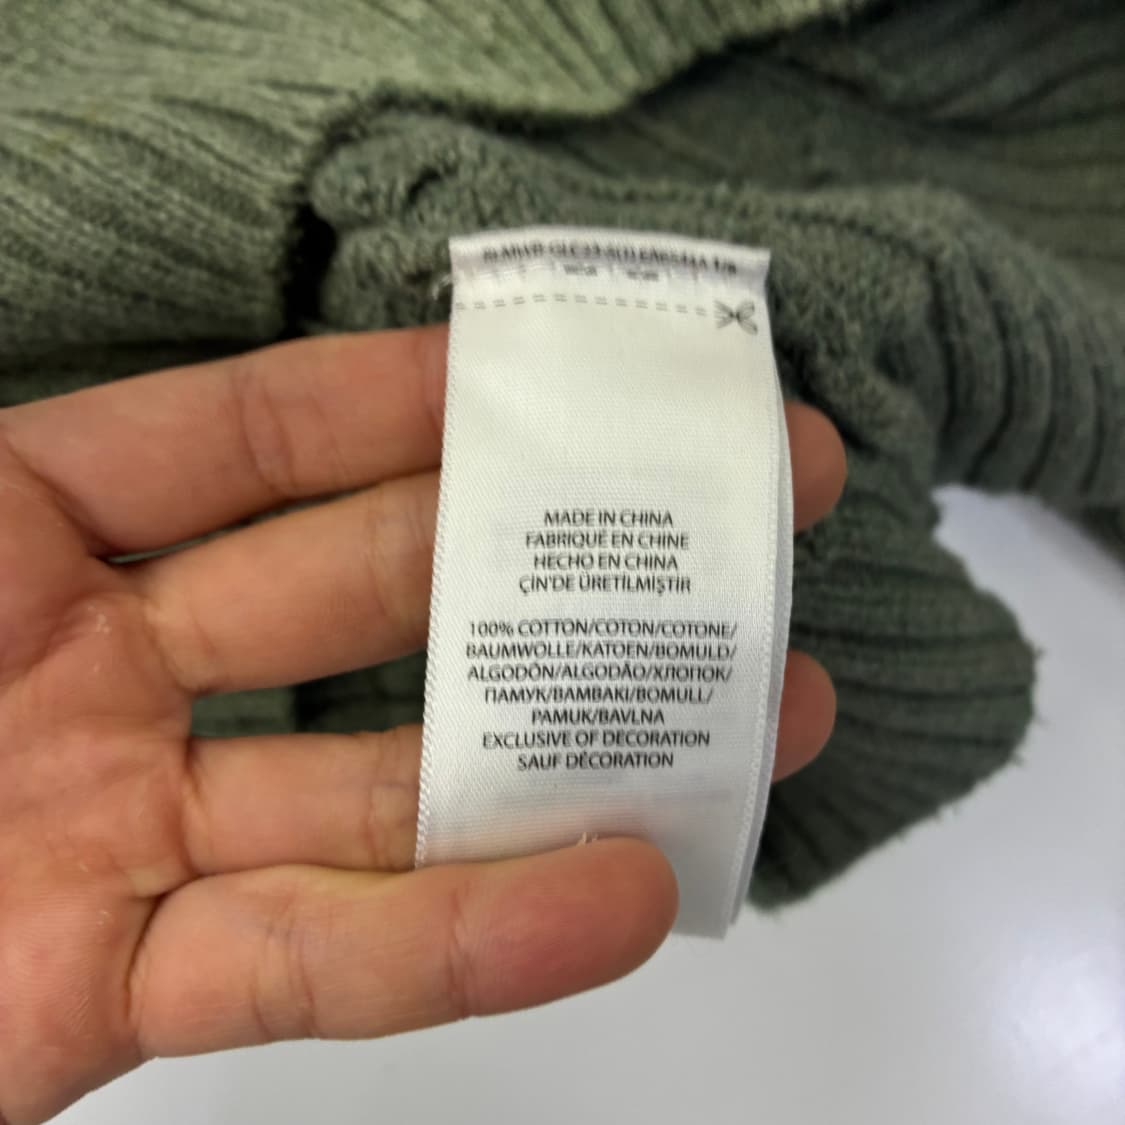 MADE IN CHINA
FABRIQUÉ EN CHINE
HECHO EN CHINA
ÇİN'DE ÜRETİLMİŞTİR
100% COTTON/COTON/COTONE/
BAUMWOLLE/KATOEN/BOMULD/
ALGODÓN/ALGODÃO/ХЛОПОК/
ПАМУК/ΒΑΜΒΑΚΙ/BOMULL/
PAMUK/BAVLNA
EXCLUSIVE OF DECORATION
SAUF DÉCORATION